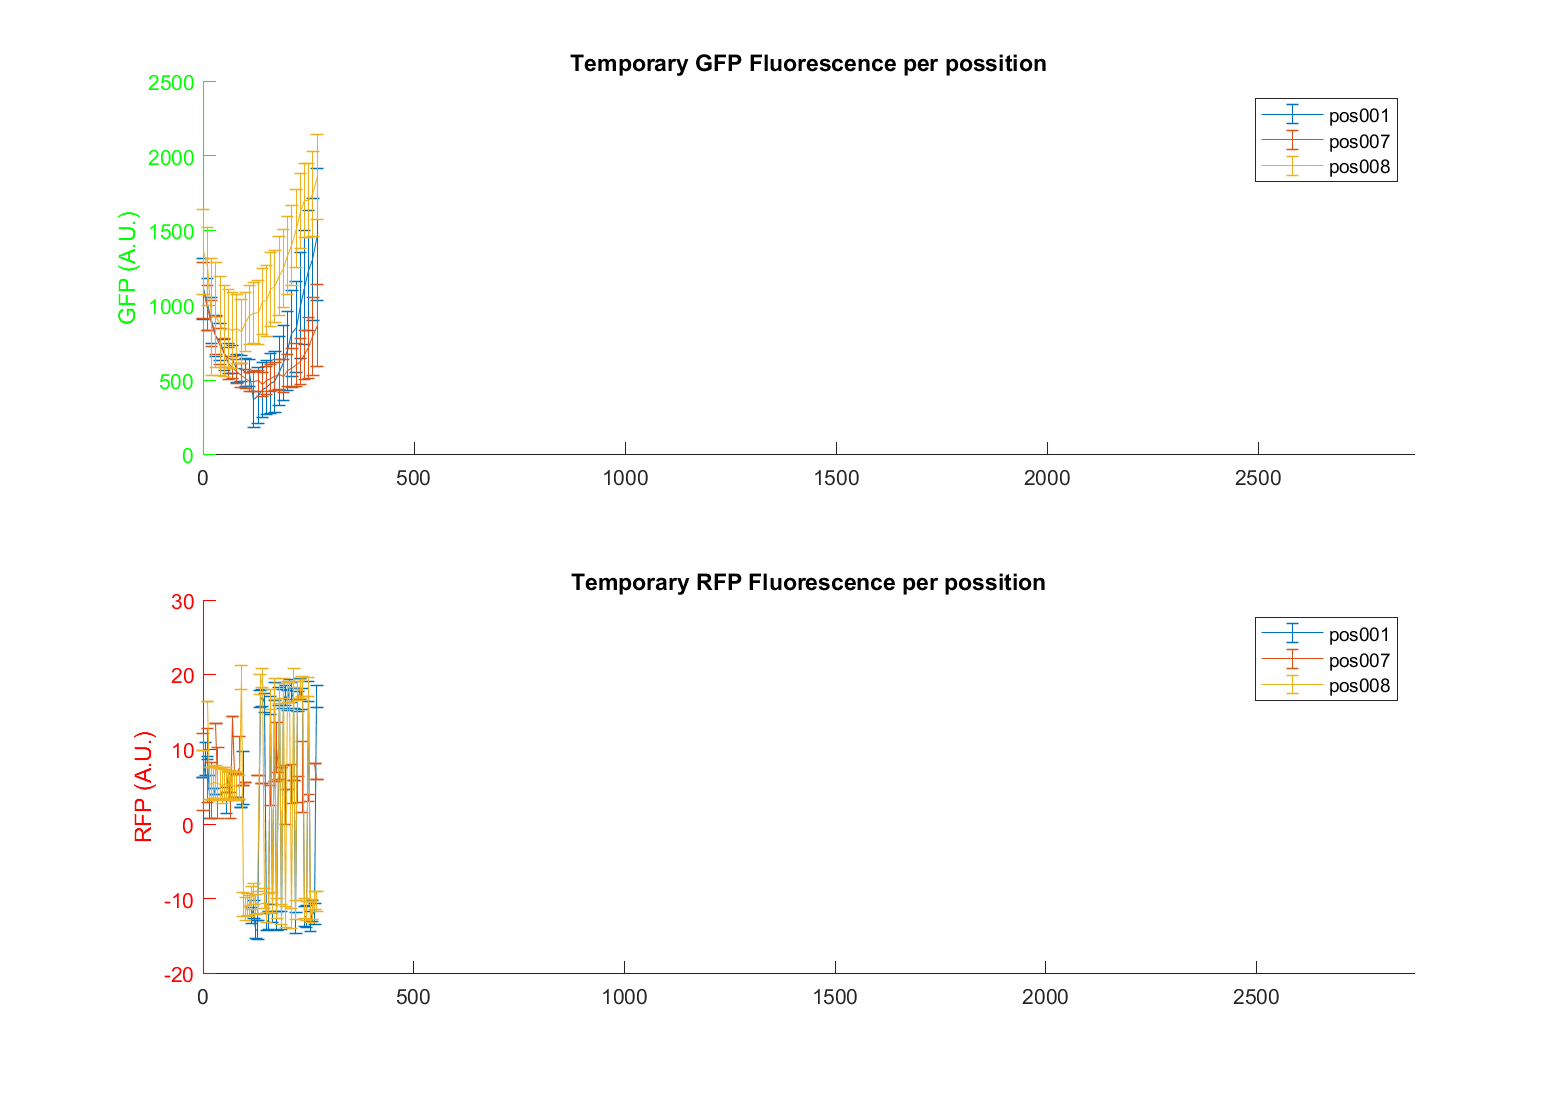 Temporary GFP Fluorescence per possition
2500
2000
1500
1000
500
0
GFP (A.U.)
pos001
pos007
pos008
0 500 1000 1500 2000 2500
Temporary RFP Fluorescence per possition
30
20
10
0
-10
-20
RFP (A.U.)
pos001
pos007
pos008
0 500 1000 1500 2000 2500